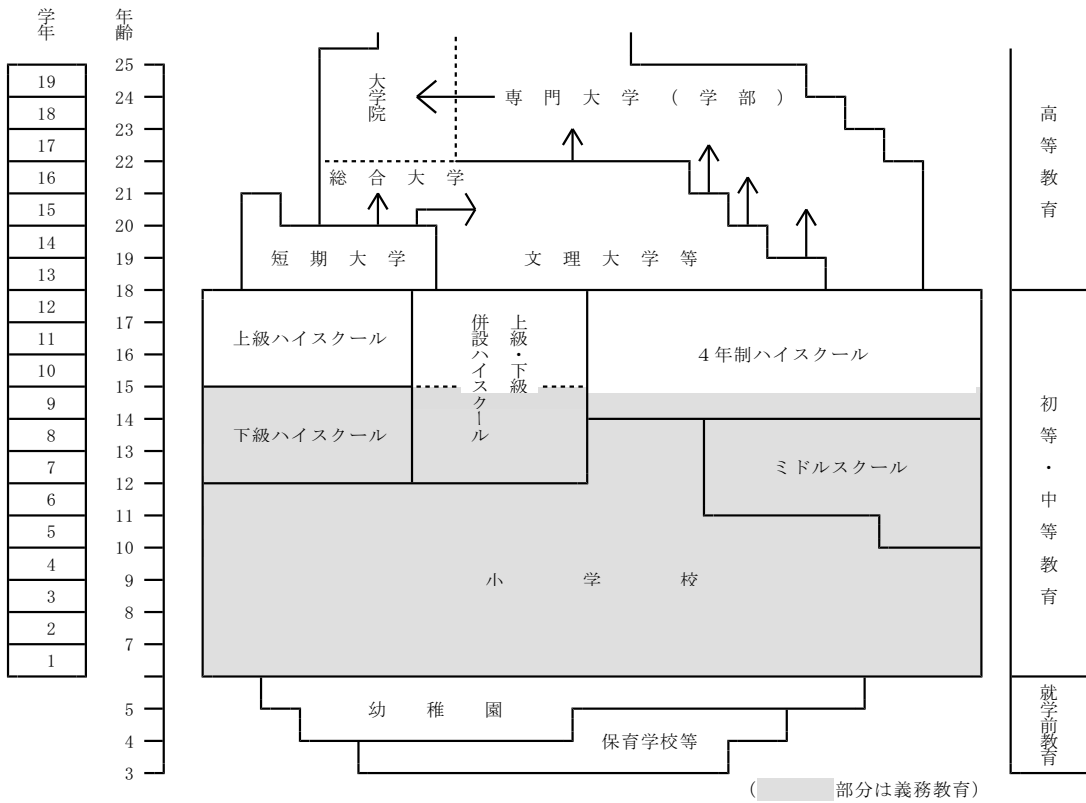 学年
年齢
19
18
17
16
15
14
13
12
11
10
9
8
7
6
5
4
3
2
1
25
24
23
22
21
20
19
18
17
16
15
14
13
12
11
10
9
8
7
5
4
3
大学院
専門大学(学部)
総合大学
短期大学
文理大学等
上級ハイスクール
上級・下級
併設ハイスクール
4年制ハイスクール
下級ハイスクール
ミドルスクール
小学校
幼稚園
保育学校等
高等教育
初等・中等教育
就学前教育
(部分は義務教育)